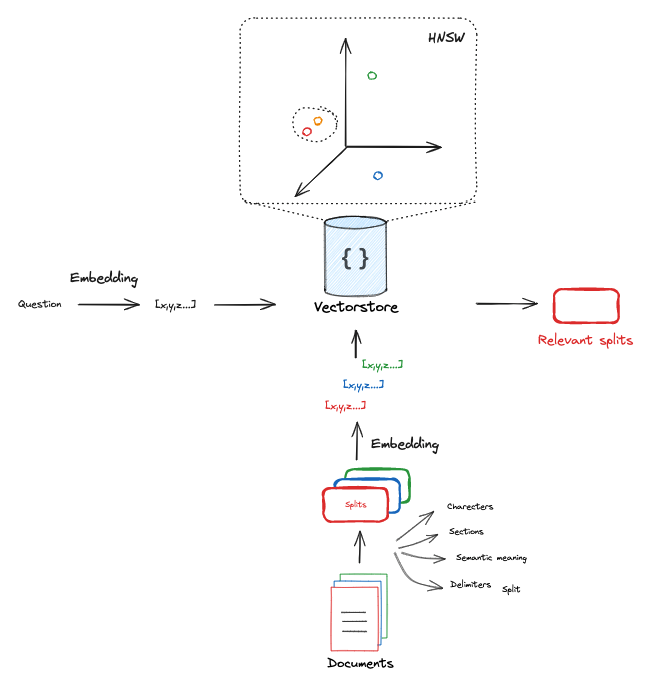 HNSW
{ }
Embedding
Question
[x,y,z...]
Vectorstore
Relevant splits
[x,y,z...]
[x,y,z...]
[x,y,z...]
Embedding
Splits
Charecters
Sections
Semantic meaning
Delimiters
Split
Documents